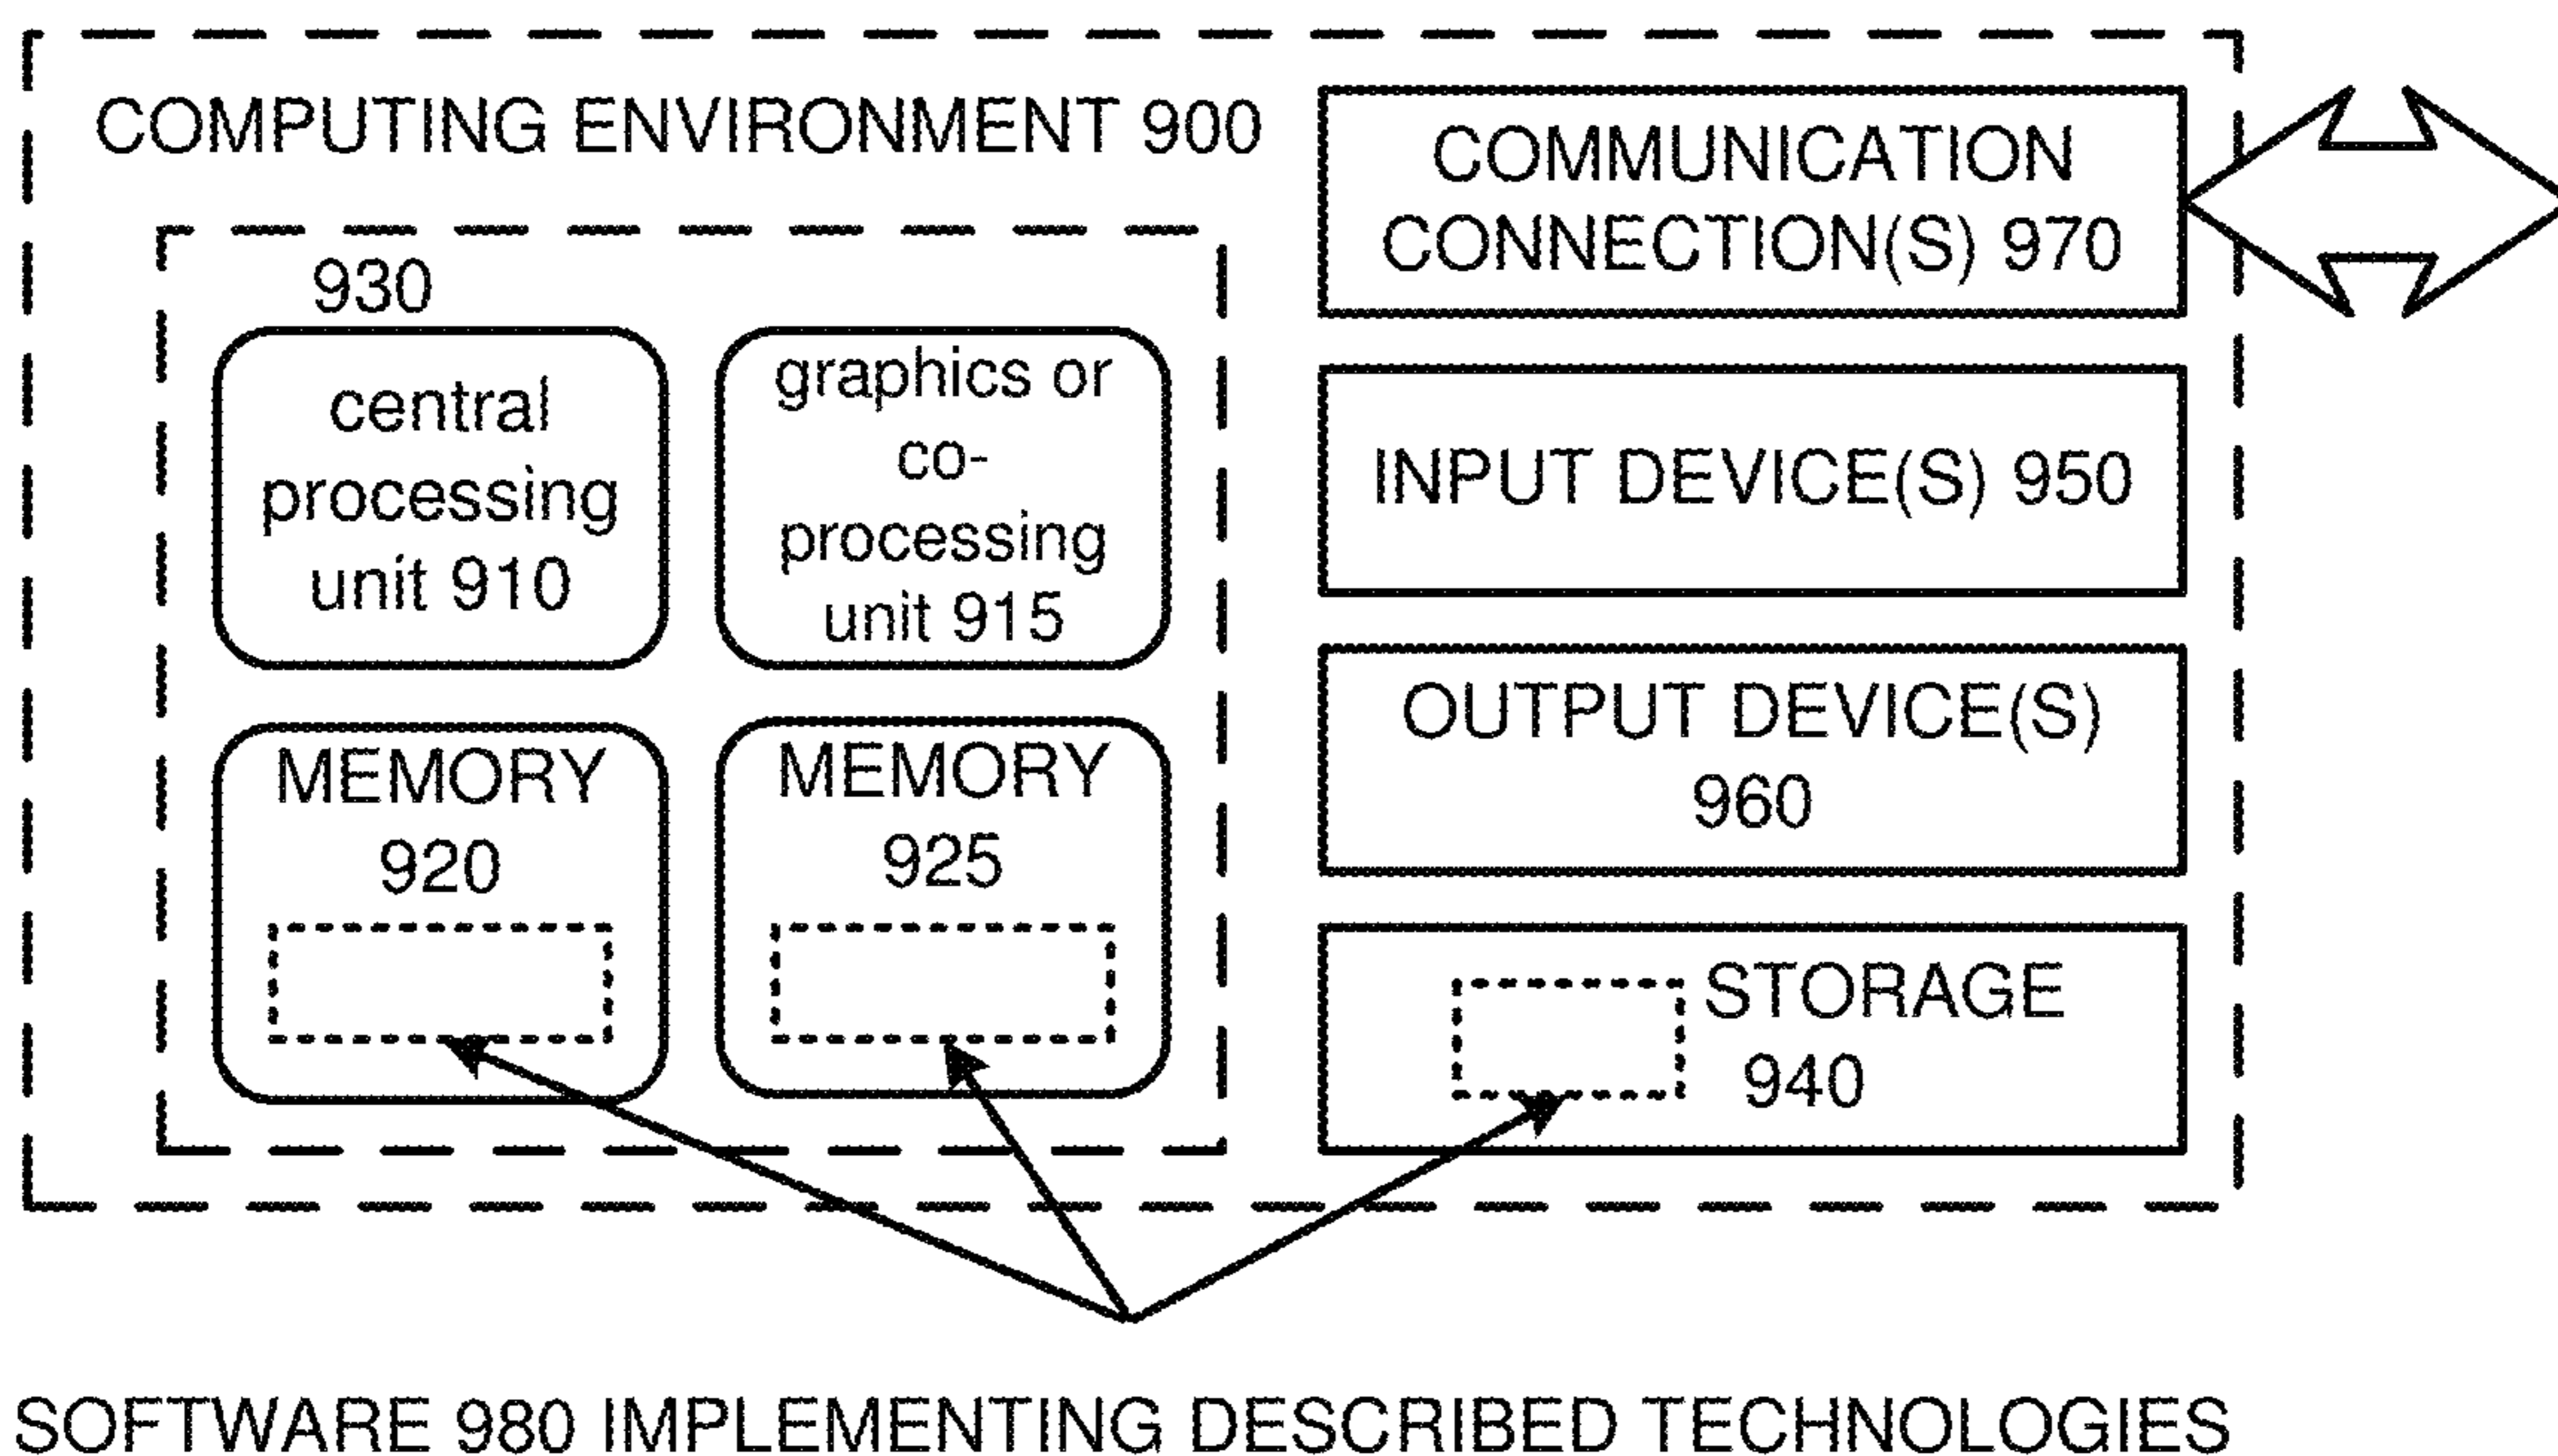 COMPUTING ENVIRONMENT 900
930
central
processing
unit 910
graphics or
co-
processing
unit 915
MEMORY
920
MEMORY
925
COMMUNICATION
CONNECTION(S) 970
INPUT DEVICE(S) 950
OUTPUT DEVICE(S)
960
STORAGE
940
SOFTWARE 980 IMPLEMENTING DESCRIBED TECHNOLOGIES